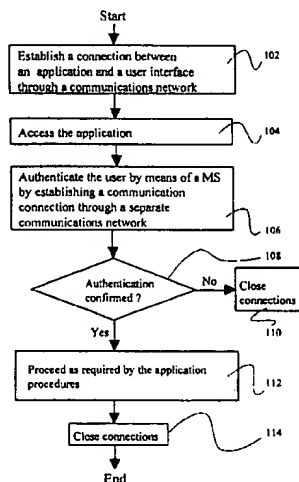 Start
Establish a connection between
an application and a user interface
through a communications network
102
Access the application
104
Authenticate the user by means of a MS
by establishing a communication
connection through a separate
communications network
106
108
Authentication
confirmed ?
No
Close
connections
110
Yes
Proceed as required by the application
procedures
112
Close connections
114
End